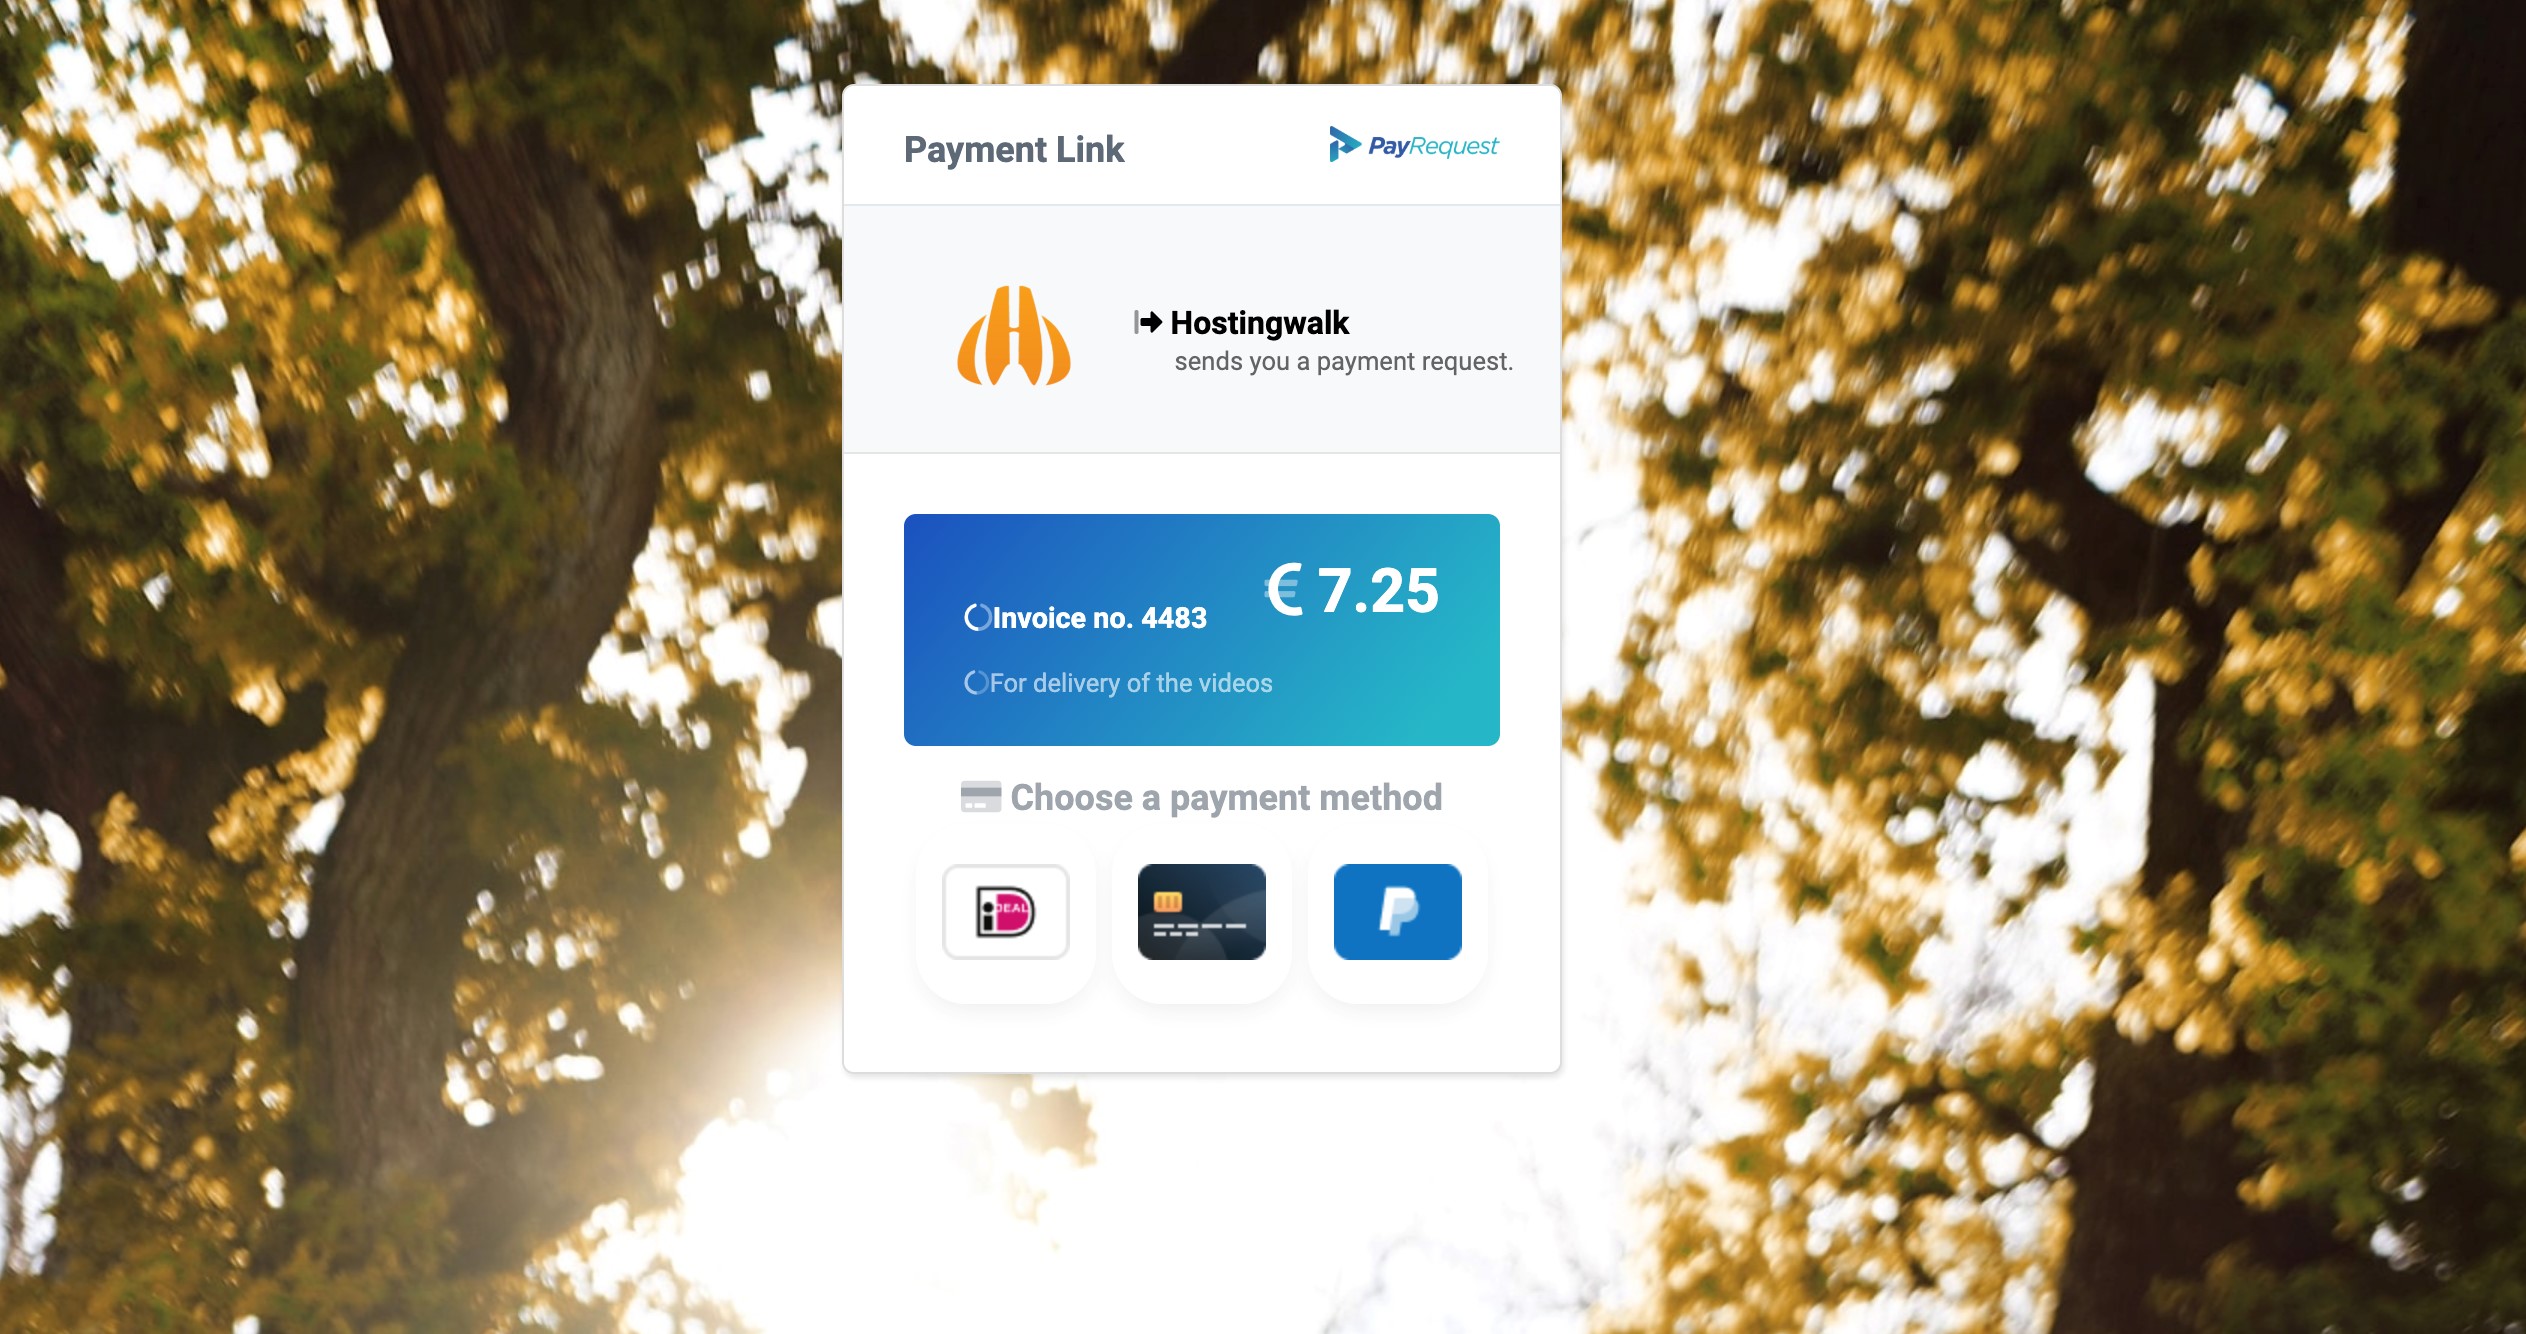 Payment Link
PayRequest
Hostingwalk
sends you a payment request.
€ 7.25
Invoice no. 4483
For delivery of the videos
Choose a payment method
iDEAL